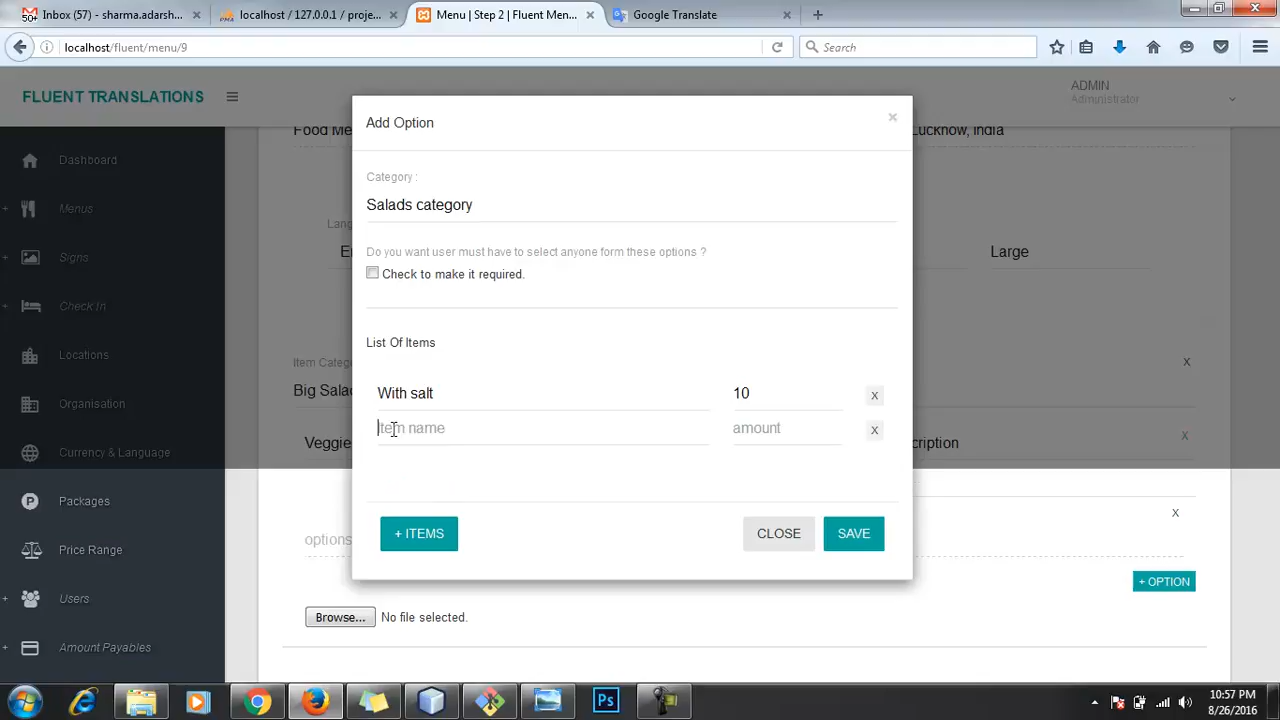 Inbox (57) - sharma.adarsh...
localhost / 127.0.0.1 / proje...
Menu | Step 2 | Fluent Men...
Google Translate
50+
localhost/fluent/menu/9
Search
FLUENT TRANSLATIONS
ADMIN
Administrator
Add Option
×
Food Me
Lucknow, India
Dashboard
Category :
Menus
Salads category
Lan
Signs
Do you want user must have to select anyone form these options ?
Large
Check to make it required.
Check In
Locations
List Of Items
Item Categ
X
Big Sala
With salt
10
X
Organisation
Item name
amount
X
Veggie
cription
X
Currency & Language
Packages
X
options
+ ITEMS
CLOSE
SAVE
Price Range
+ OPTION
Users
Browse...
No file selected.
Amount Payables
Ps
10:57 PM
8/26/2016